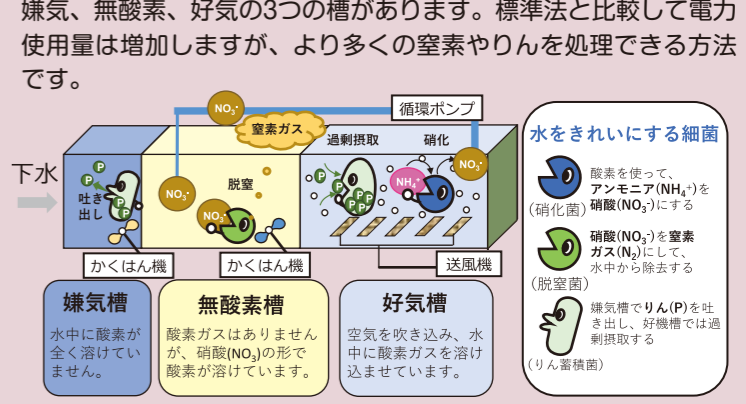 嫌気、無酸素、好気の3つの槽があります。標準法と比較して電力
使用量は増加しますが、より多くの窒素やりんを処理できる方法
です。
NO₃⁻
循環ポンプ
窒素ガス
過剰摂取
硝化
下水
P
P
P
吐き
出し
P
P
P
NO₃⁻
脱窒
NO₃⁻
P
P
P
P
P
P
P
NH₄⁺
NO₃⁻
かくはん機
かくはん機
送風機
嫌気槽
水中に酸素が
全く溶けてい
ません。
無酸素槽
酸素ガスはありません
が、硝酸(NO₃)の形で
酸素が溶けています。
好気槽
空気を吹き込み、水
中に酸素ガスを溶け
込ませています。
水をきれいにする細菌
酸素を使って、
アンモニア(NH₄⁺)を
硝酸(NO₃⁻)にする
(硝化菌)
硝酸(NO₃⁻)を窒素
ガス(N₂)にして、
水中から除去する
(脱窒菌)
嫌気槽でりん(P)を吐
き出し、好機槽では過
剰摂取する
(りん蓄積菌)